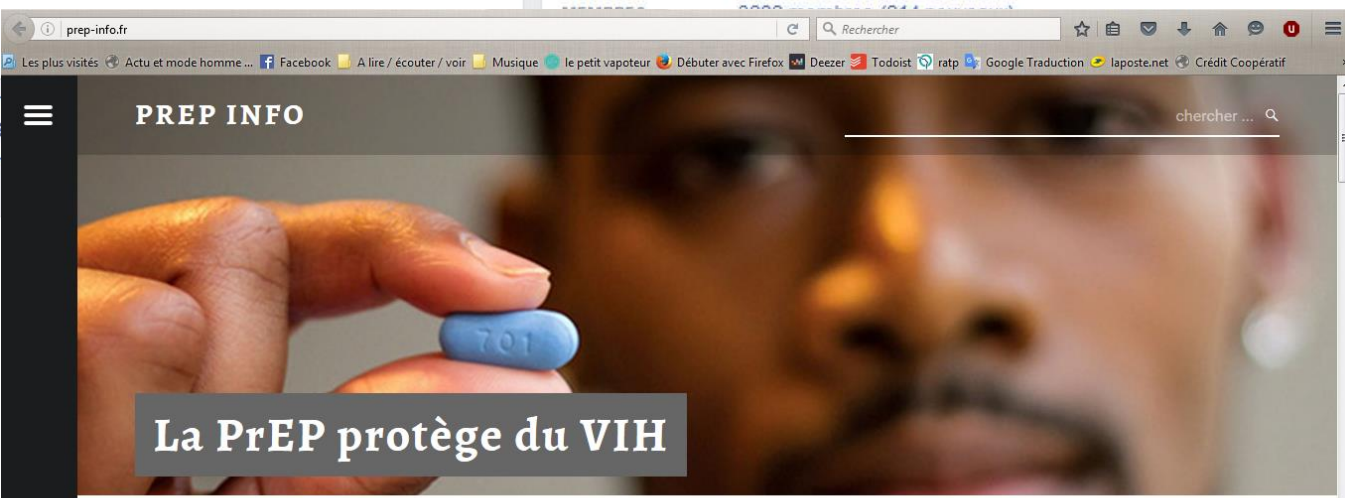 prep-info.fr
Rechercher
Les plus visités Actu et mode homme ... Facebook A lire / écouter / voir Musique le petit vapoteur Débuter avec Firefox Deezer Todoist ratp Google Traduction laposte.net Crédit Coopératif
PREP INFO
chercher ...
701
La PrEP protège du VIH